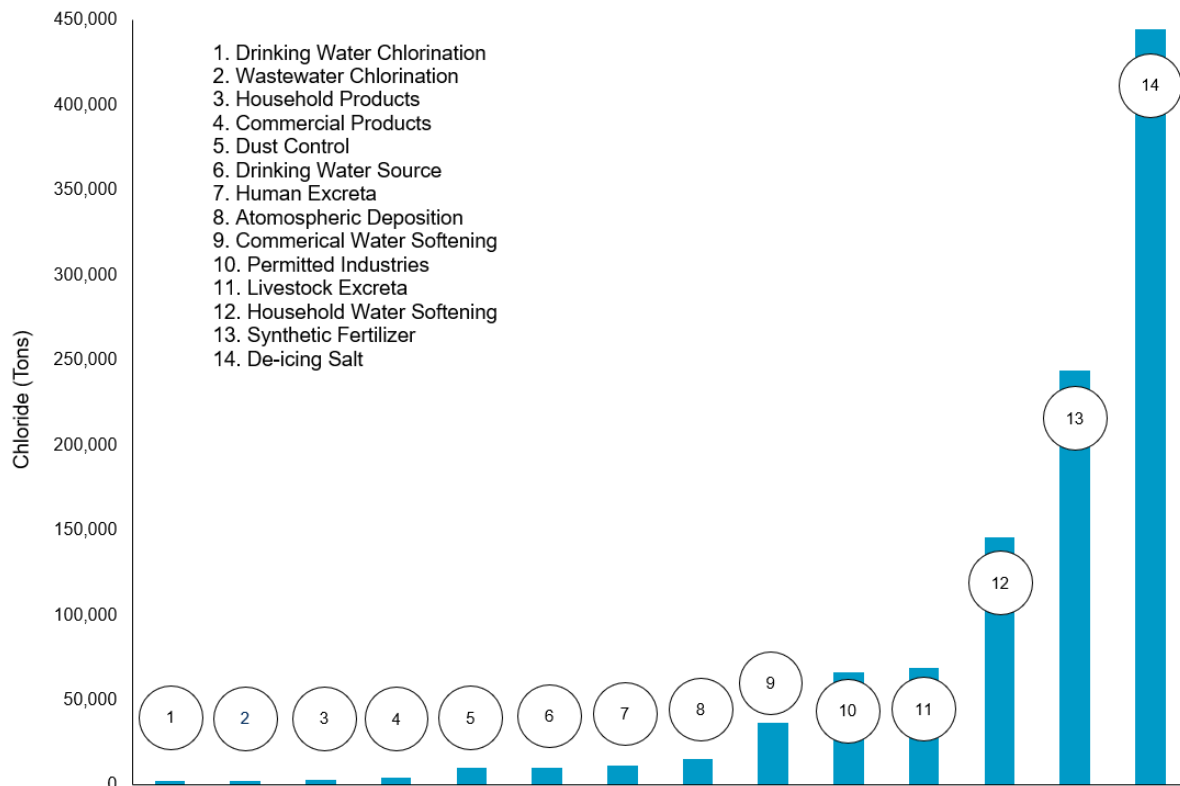 450,000
400,000
350,000
300,000
250,000
200,000
150,000
100,000
50,000
0
Chloride (Tons)
1. Drinking Water Chlorination
2. Wastewater Chlorination
3. Household Products
4. Commercial Products
5. Dust Control
6. Drinking Water Source
7. Human Excreta
8. Atomospheric Deposition
9. Commerical Water Softening
10. Permitted Industries
11. Livestock Excreta
12. Household Water Softening
13. Synthetic Fertilizer
14. De-icing Salt
1
2
3
4
5
6
7
8
9
10
11
12
13
14